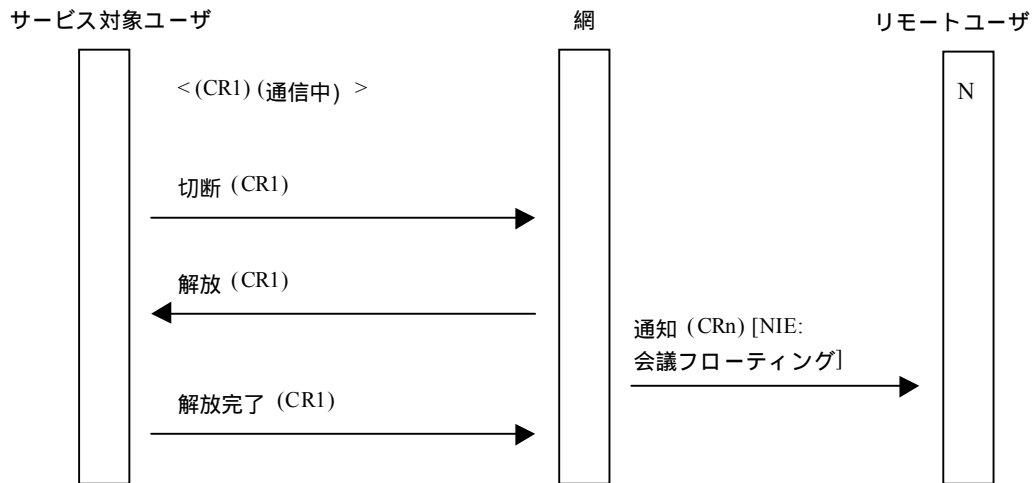 サービス対象ユーザ
網
リモートユーザ
< (CR1) (通信中) >
N
切断 (CR1)
解放 (CR1)
通知 (CRn) [NIE:
会議フローティング]
解放完了 (CR1)